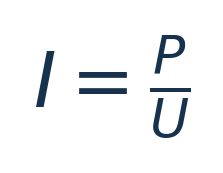 I = P/U